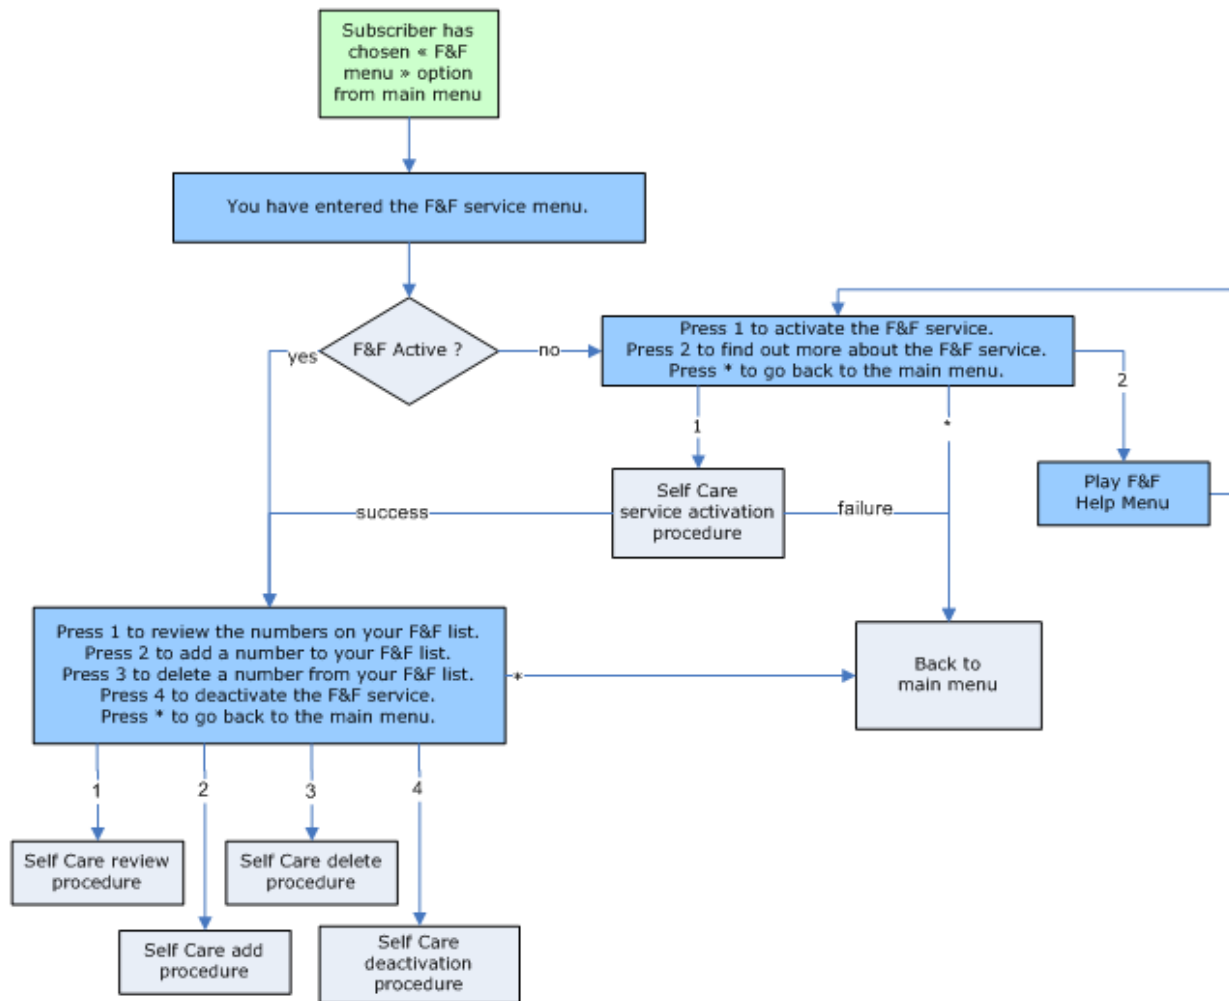 Subscriber has
chosen « F&F
menu » option
from main menu
You have entered the F&F service menu.
F&F Active ?
yes
no
Press 1 to activate the F&F service.
Press 2 to find out more about the F&F service.
Press * to go back to the main menu.
1
*
2
Self Care
service activation
procedure
Play F&F
Help Menu
success
failure
Press 1 to review the numbers on your F&F list.
Press 2 to add a number to your F&F list.
Press 3 to delete a number from your F&F list.
Press 4 to deactivate the F&F service.
Press * to go back to the main menu.
*
Back to
main menu
1
2
3
4
Self Care review
procedure
Self Care delete
procedure
Self Care add
procedure
Self Care
deactivation
procedure